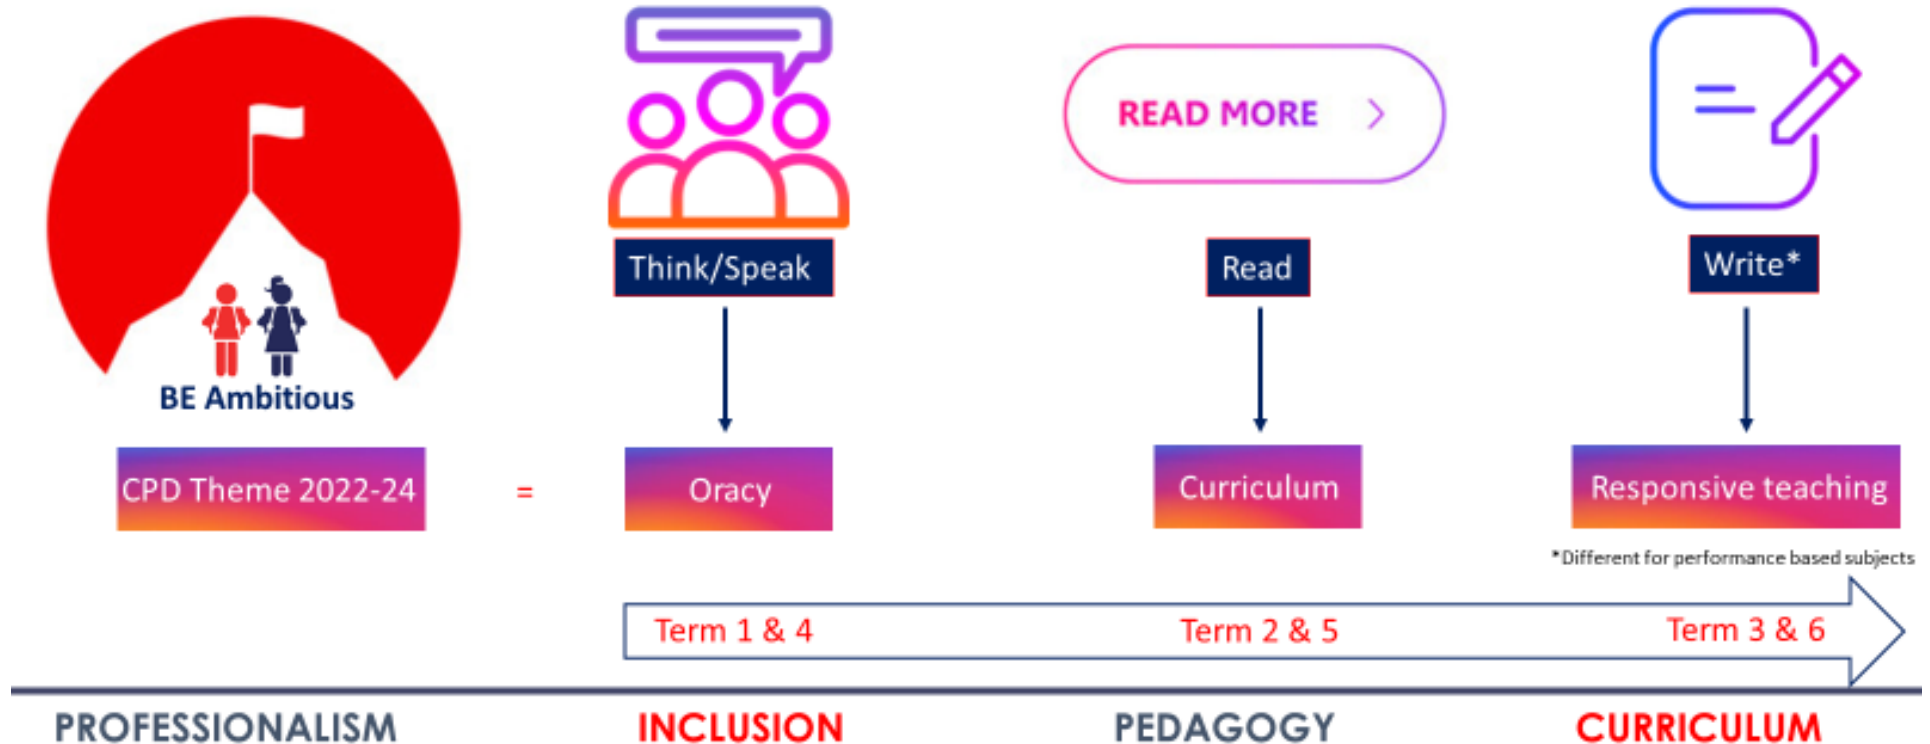 READ MORE >
Think/Speak
Read
Write*
BE Ambitious
CPD Theme 2022-24
=
Oracy
Curriculum
Responsive teaching
*Different for performance based subjects
Term 1 & 4
Term 2 & 5
Term 3 & 6
PROFESSIONALISM
INCLUSION
PEDAGOGY
CURRICULUM